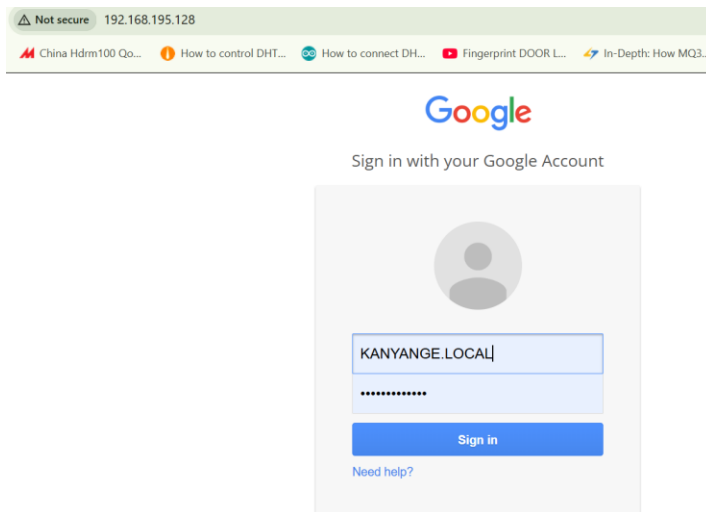 Not secure 192.168.195.128
China Hdrm100 Qo... How to control DHT... How to connect DH... Fingerprint DOOR L... In-Depth: How MQ3...
Google
Sign in with your Google Account
KANYANGE.LOCAL
•••••••••••••
Sign in
Need help?